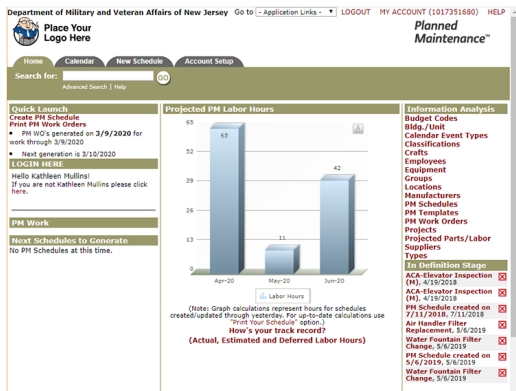 Department of Military and Veteran Affairs of New Jersey Go to - Application Links - LOGOUT MY ACCOUNT (1017351680) HELP
Place Your
Logo Here
Planned
Maintenance™
Home Calendar New Schedule Account Setup
Search for: GO
Advanced Search | Help
Quick Launch
Create PM Schedule
Print PM Work Orders
• PM WO's generated on 3/9/2020 for
work through 3/9/2020
• Next generation is 3/10/2020
LOGIN HERE
Hello Kathleen Mullins!
If you are not Kathleen Mullins please click
here.
PM Work
Next Schedules to Generate
No PM Schedules at this time.
Projected PM Labor Hours
65
52
39
26
13
0
63
11
42
Apr-20 May-20 Jun-20
Labor Hours
(Note: Graph calculations represent hours for schedules
created/updated through yesterday. For up-to-date calculations use
"Print Your Schedule" option.)
How's your track record?
(Actual, Estimated and Deferred Labor Hours)
Information Analysis
Budget Codes
Bldg./Unit
Calendar Event Types
Classifications
Crafts
Employees
Equipment
Groups
Locations
Manufacturers
PM Schedules
PM Templates
PM Work Orders
Projects
Projected Parts/Labor
Suppliers
Types
In Definition Stage
ACA-Elevator Inspection
(M), 4/19/2018
ACA-Elevator Inspection
(M), 4/19/2018
PM Schedule created on
7/11/2018, 7/11/2018
Air Handler Filter
Replacement, 5/6/2019
Water Fountain Filter
Change, 5/6/2019
PM Schedule created on
5/6/2019, 5/6/2019
Water Fountain Filter
Change, 5/6/2019